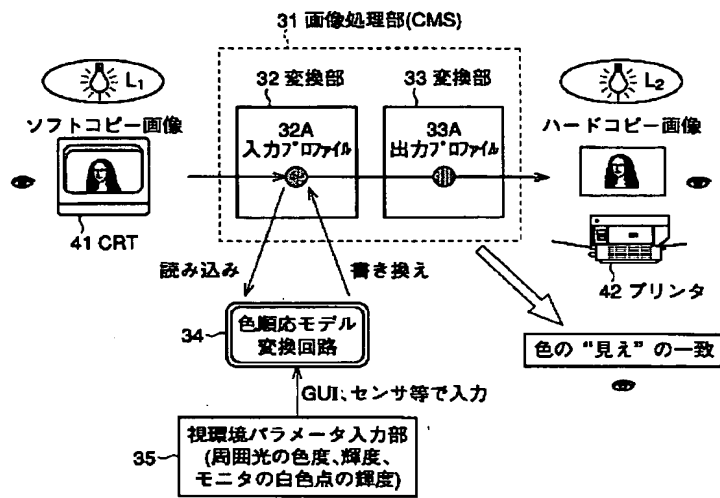 31 画像処理部(CMS)
L1
ソフトコピー画像
41 CRT
32 変換部
32A
入力プロファイル
33 変換部
33A
出力プロファイル
L2
ハードコピー画像
42 プリンタ
読み込み
書き換え
34
色順応モデル
変換回路
色の“見え”の一致
GUI、センサ等で入力
35
視環境パラメータ入力部
(周囲光の色度、輝度、
モニタの白色点の輝度)